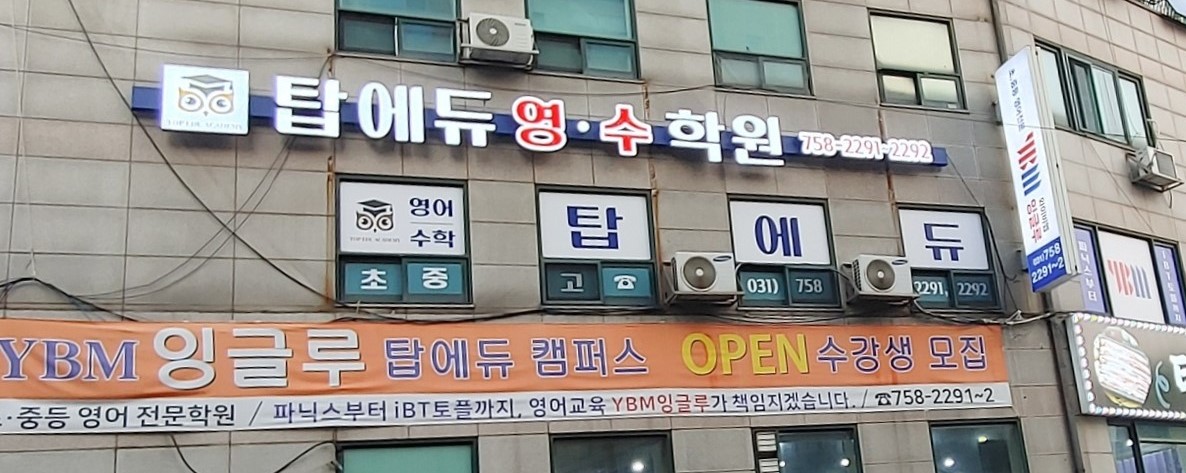 탑에듀 영·수 학원 758-2291~2292
TOP EDU ACADEMY
영어
수학
탑 에 듀
초 중 고 ☎ 031) 758 2291, 2292
YBM 잉글루 탑에듀 캠퍼스 OPEN 수강생 모집
·중등 영어 전문학원 / 파닉스부터 iBT토플까지, 영어교육 YBM잉글루가 책임지겠습니다. / ☎758-2291~2
YBM
잉글루
758
2291~2
파닉스부터
YBM